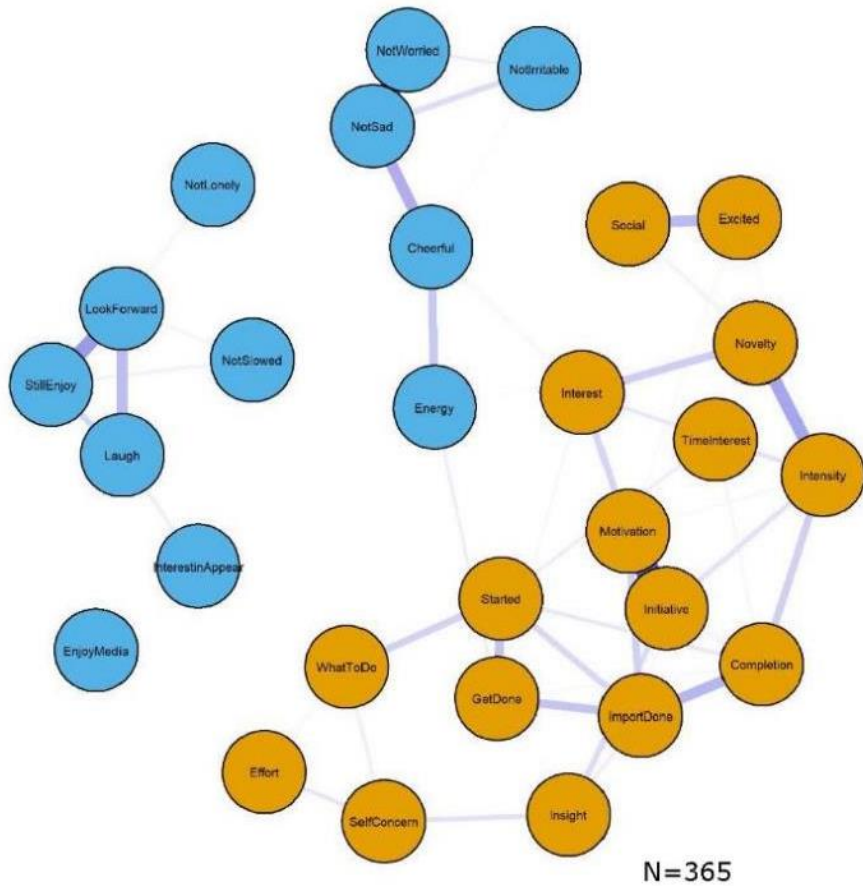 NotWorried
NotIrritable
NotSad
NotLonely
Social
Excited
Cheerful
LookForward
Novelty
NotSlowed
StillEnjoy
Interest
Energy
TimeInterest
Laugh
Intensity
Motivation
InterestinAppear
Started
Initiative
EnjoyMedia
WhatToDo
Completion
GetDone
ImportDone
Effort
SelfConcern
Insight
N=365